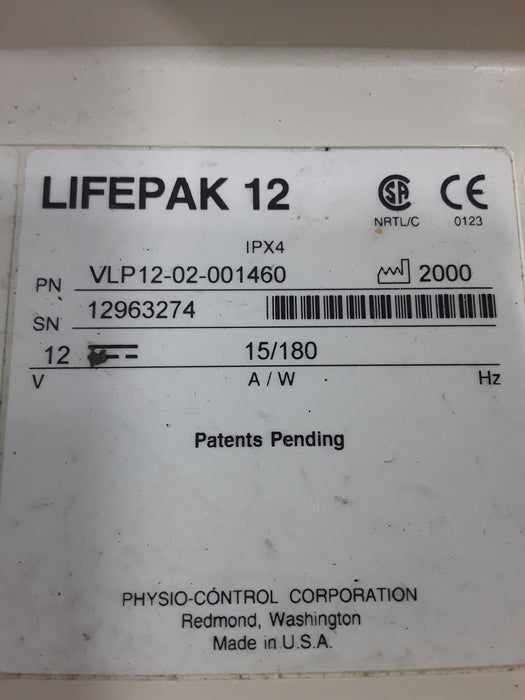 LIFEPAK 12
NRTL/C
CE
0123
IPX4
PN VLP12-02-001460 2000
SN 12963274
12 15/180
V A / W Hz
Patents Pending
PHYSIO-CONTROL CORPORATION
Redmond, Washington
Made in U.S.A.